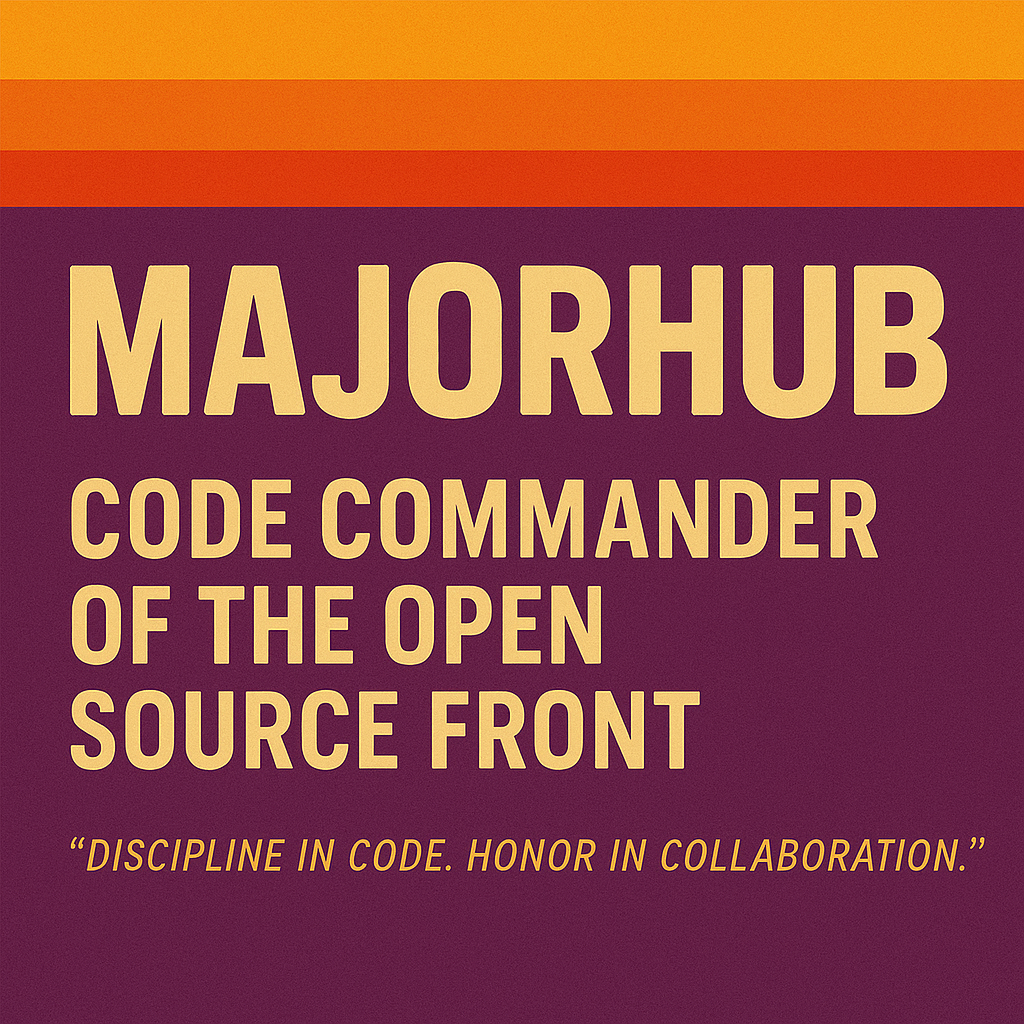 MAJORHUB
CODE COMMANDER
OF THE OPEN
SOURCE FRONT
“DISCIPLINE IN CODE. HONOR IN COLLABORATION.”